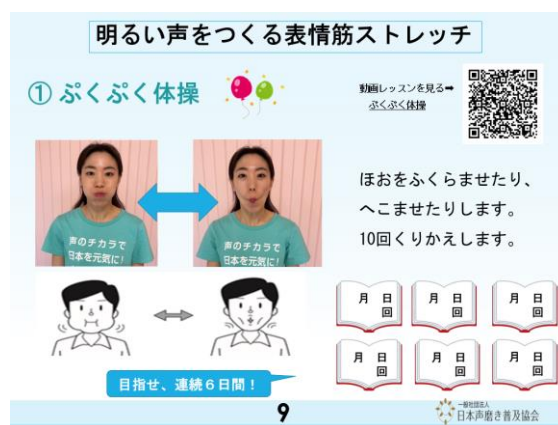 明るい声をつくる表情筋ストレッチ
① ぷくぷく体操
動画レッスンを見る➡
ぷくぷく体操
声のチカラで
日本を元気に!
声のチカラで
日本を元気に!
ほおをふくらませたり、
へこませたりします。
10回くりかえします。
月 日
回
月 日
回
月 日
回
月 日
回
月 日
回
月 日
回
目指せ、連続6日間!
9
一般社団法人
日本声磨き普及協会